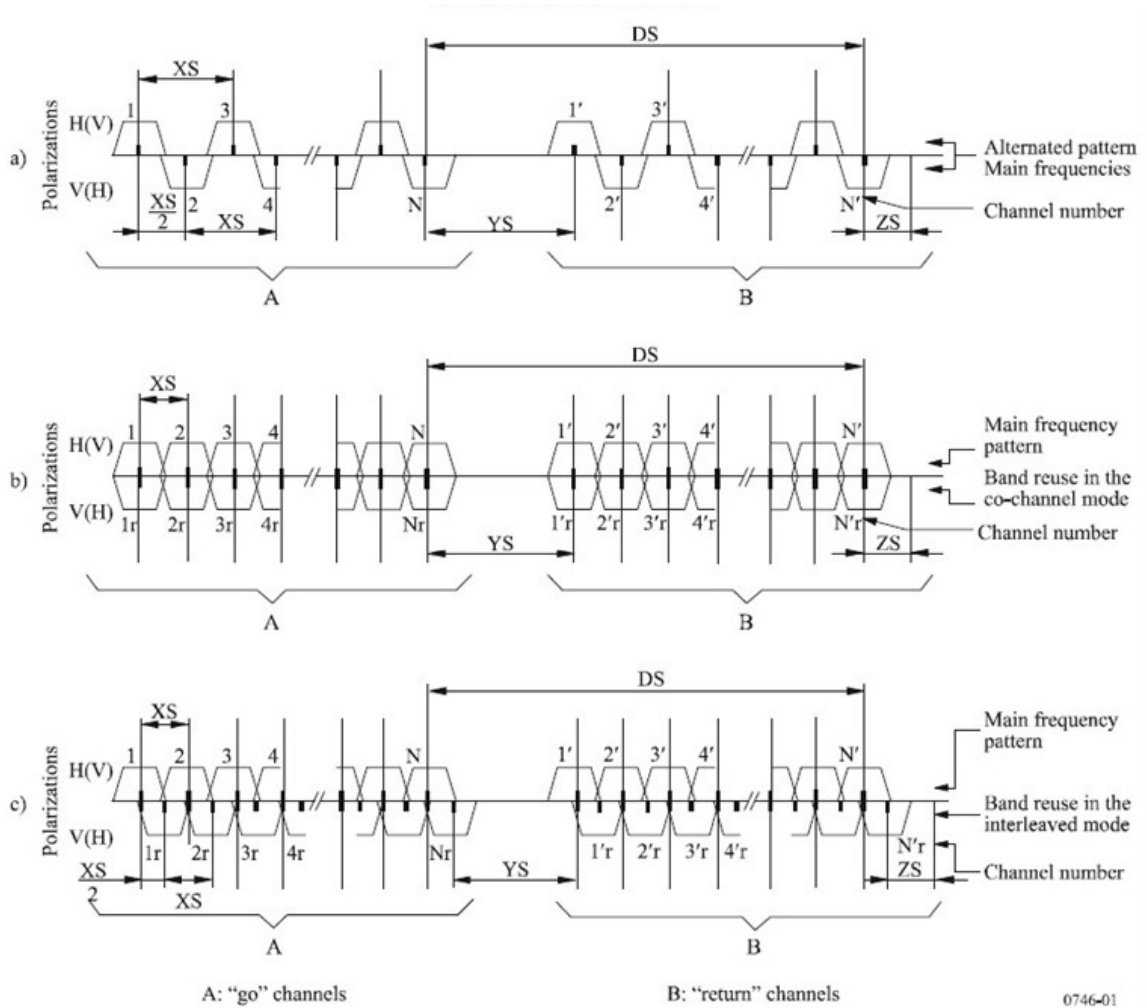 DS
XS
1
3
1′
3′
H(V)
a)
Polarizations
Alternated pattern
Main frequencies
V(H)
XS
2
2
4
N
2′
4′
N′
Channel number
XS
YS
ZS
A
B
DS
XS
1
2
3
4
N
1′
2′
3′
4′
N′
H(V)
Main frequency
pattern
b)
Polarizations
Band reuse in the
co-channel mode
V(H)
1r
2r
3r
4r
Nr
1′r
2′r
3′r
4′r
N′r
Channel number
YS
ZS
A
B
DS
XS
1
2
3
4
N
1′
2′
3′
4′
N′
H(V)
Main frequency
pattern
c)
Polarizations
Band reuse in the
interleaved mode
V(H)
1r
2r
3r
4r
Nr
1′r
2′r
3′r
4′r
N′r
Channel number
XS
2
XS
YS
ZS
A
B
A: “go” channels
B: “return” channels
0746-01